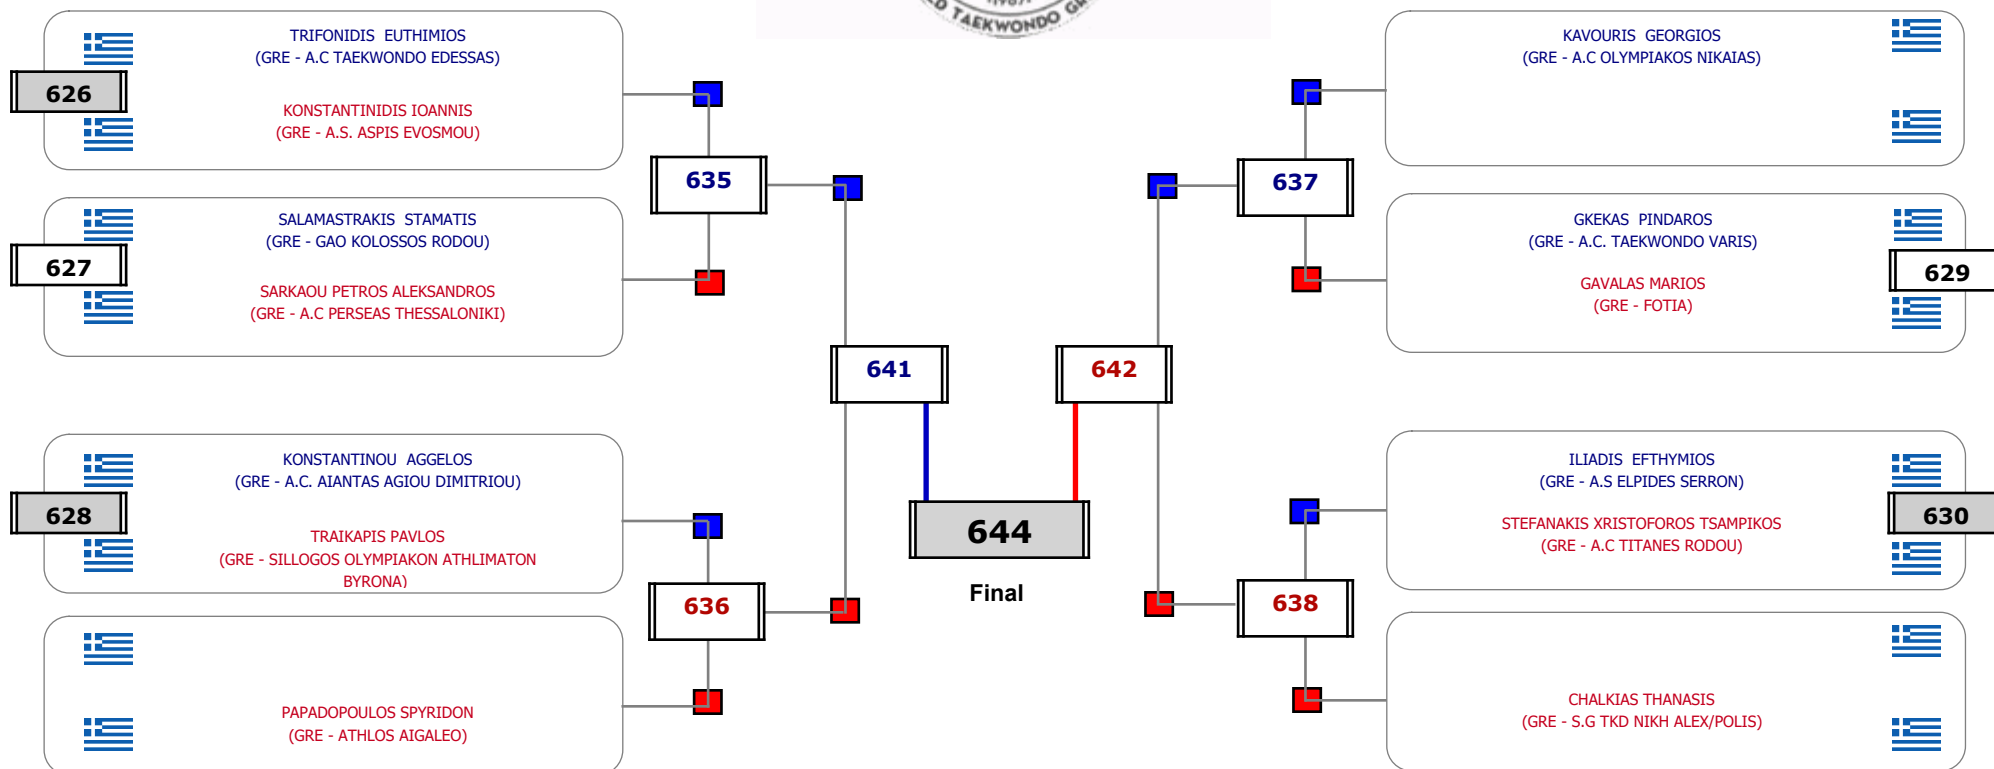 D TAEKWONDO GR
TRIFONIDIS EUTHIMIOS
(GRE - A.C TAEKWONDO EDESSAS)
626
KONSTANTINIDIS IOANNIS
(GRE - A.S. ASPIS EVOSMOU)
SALAMASTRAKIS STAMATIS
(GRE - GAO KOLOSSOS RODOU)
627
SARKAOU PETROS ALEKSANDROS
(GRE - A.C PERSEAS THESSALONIKI)
KONSTANTINOU AGGELOS
(GRE - A.C. AIANTAS AGIOU DIMITRIOU)
628
TRAIKAPIS PAVLOS
(GRE - SILLOGOS OLYMPIAKON ATHLIMATON
BYRONA)
PAPADOPOULOS SPYRIDON
(GRE - ATHLOS AIGALEO)
635
636
641
644
Final
642
637
638
KAVOURIS GEORGIOS
(GRE - A.C OLYMPIAKOS NIKAIAS)
GKEKAS PINDAROS
(GRE - A.C. TAEKWONDO VARIS)
629
GAVALAS MARIOS
(GRE - FOTIA)
ILIADIS EFTHYMIOS
(GRE - A.S ELPIDES SERRON)
630
STEFANAKIS XRISTOFOROS TSAMPIKOS
(GRE - A.C TITANES RODOU)
CHALKIAS THANASIS
(GRE - S.G TKD NIKH ALEX/POLIS)